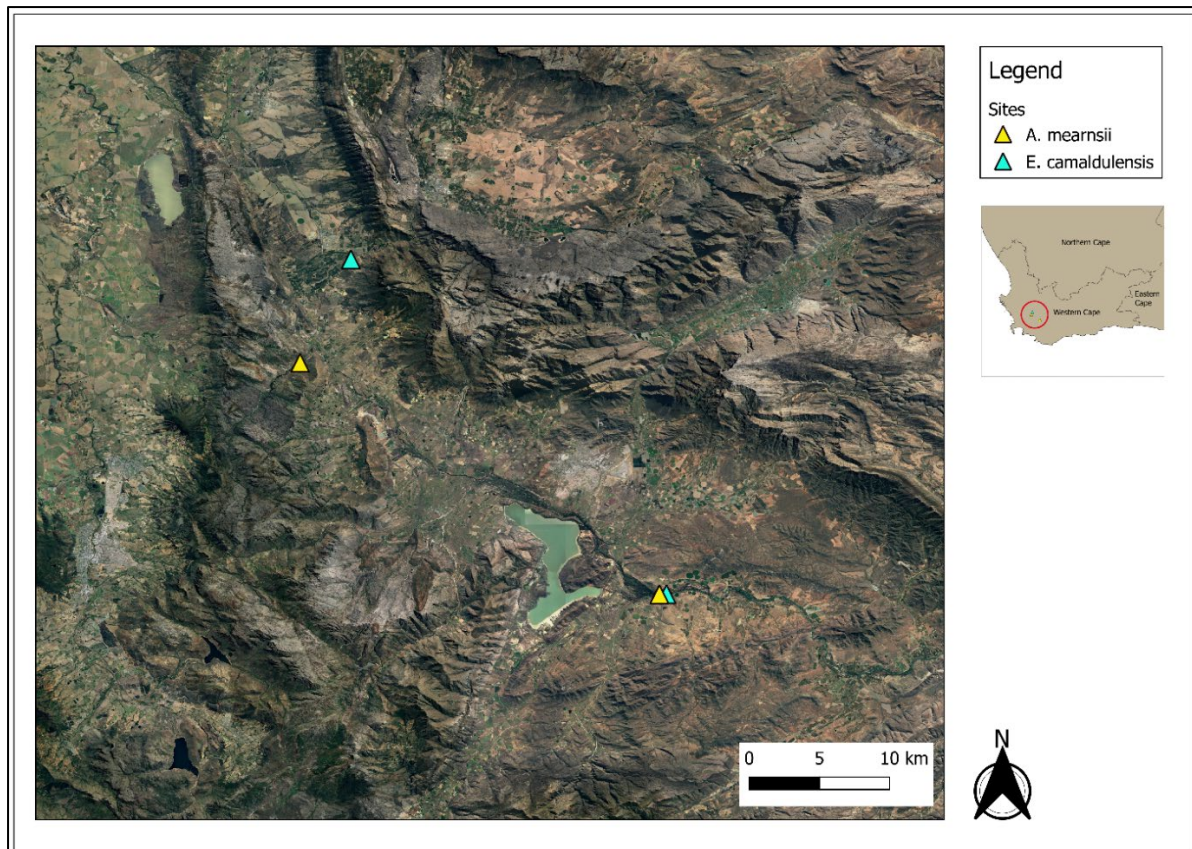 Legend
Sites
A. mearnsii
E. camaldulensis
Northern Cape
Eastern
Cape
Western Cape
0 5 10 km
N